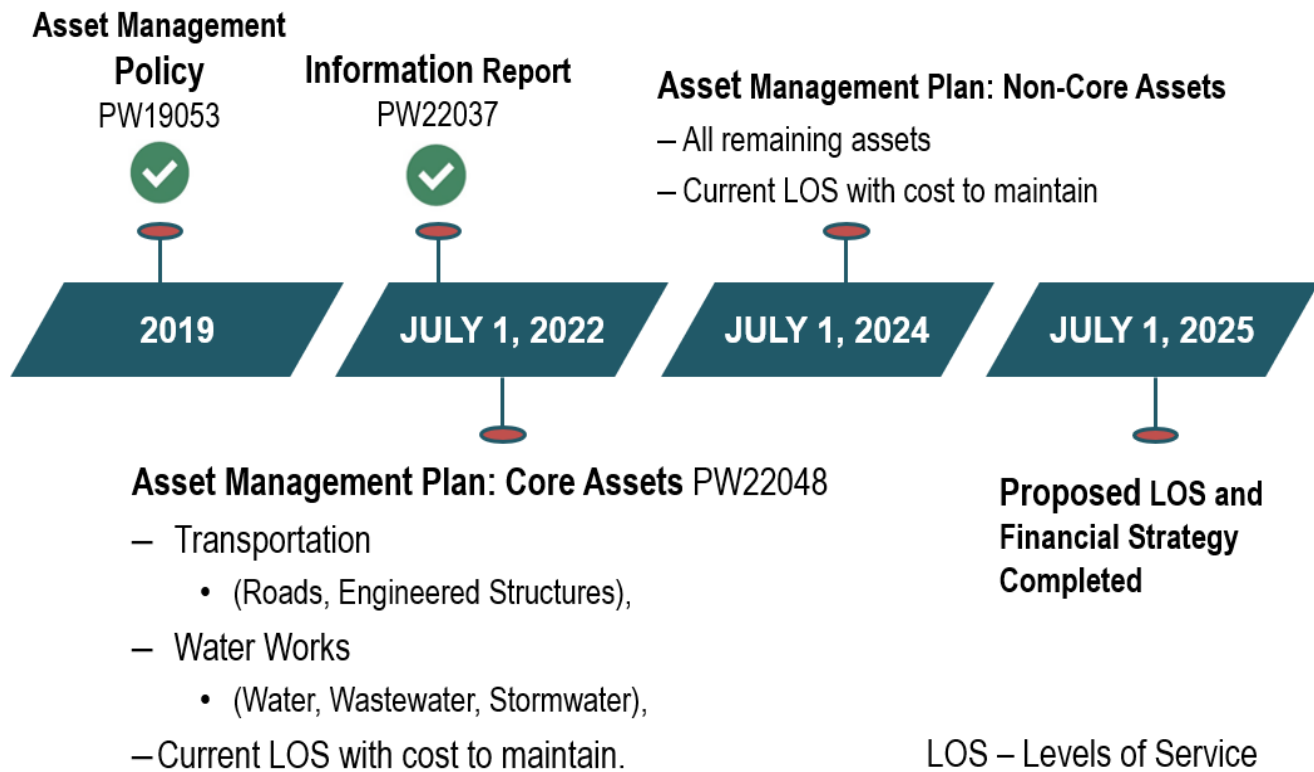 Asset Management
Policy
PW19053
Information Report
PW22037
Asset Management Plan: Non-Core Assets
– All remaining assets
– Current LOS with cost to maintain
2019
JULY 1, 2022
JULY 1, 2024
JULY 1, 2025
Asset Management Plan: Core Assets PW22048
– Transportation
• (Roads, Engineered Structures),
– Water Works
• (Water, Wastewater, Stormwater),
– Current LOS with cost to maintain.
Proposed LOS and
Financial Strategy
Completed
LOS – Levels of Service